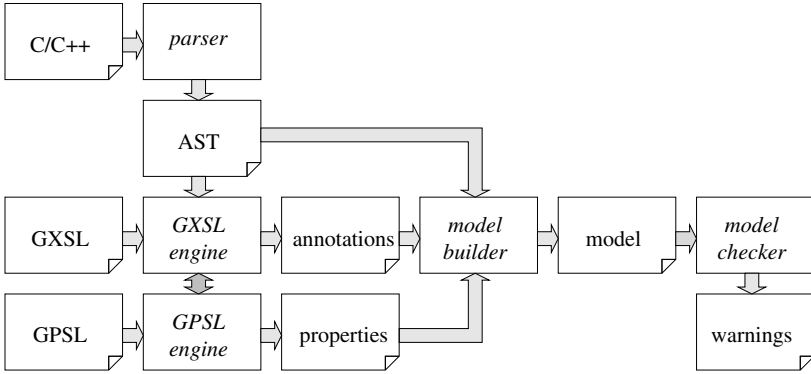 C/C++
parser
AST
GXSL
GXSL
engine
annotations
model
builder
model
model
checker
GPSL
GPSL
engine
properties
warnings